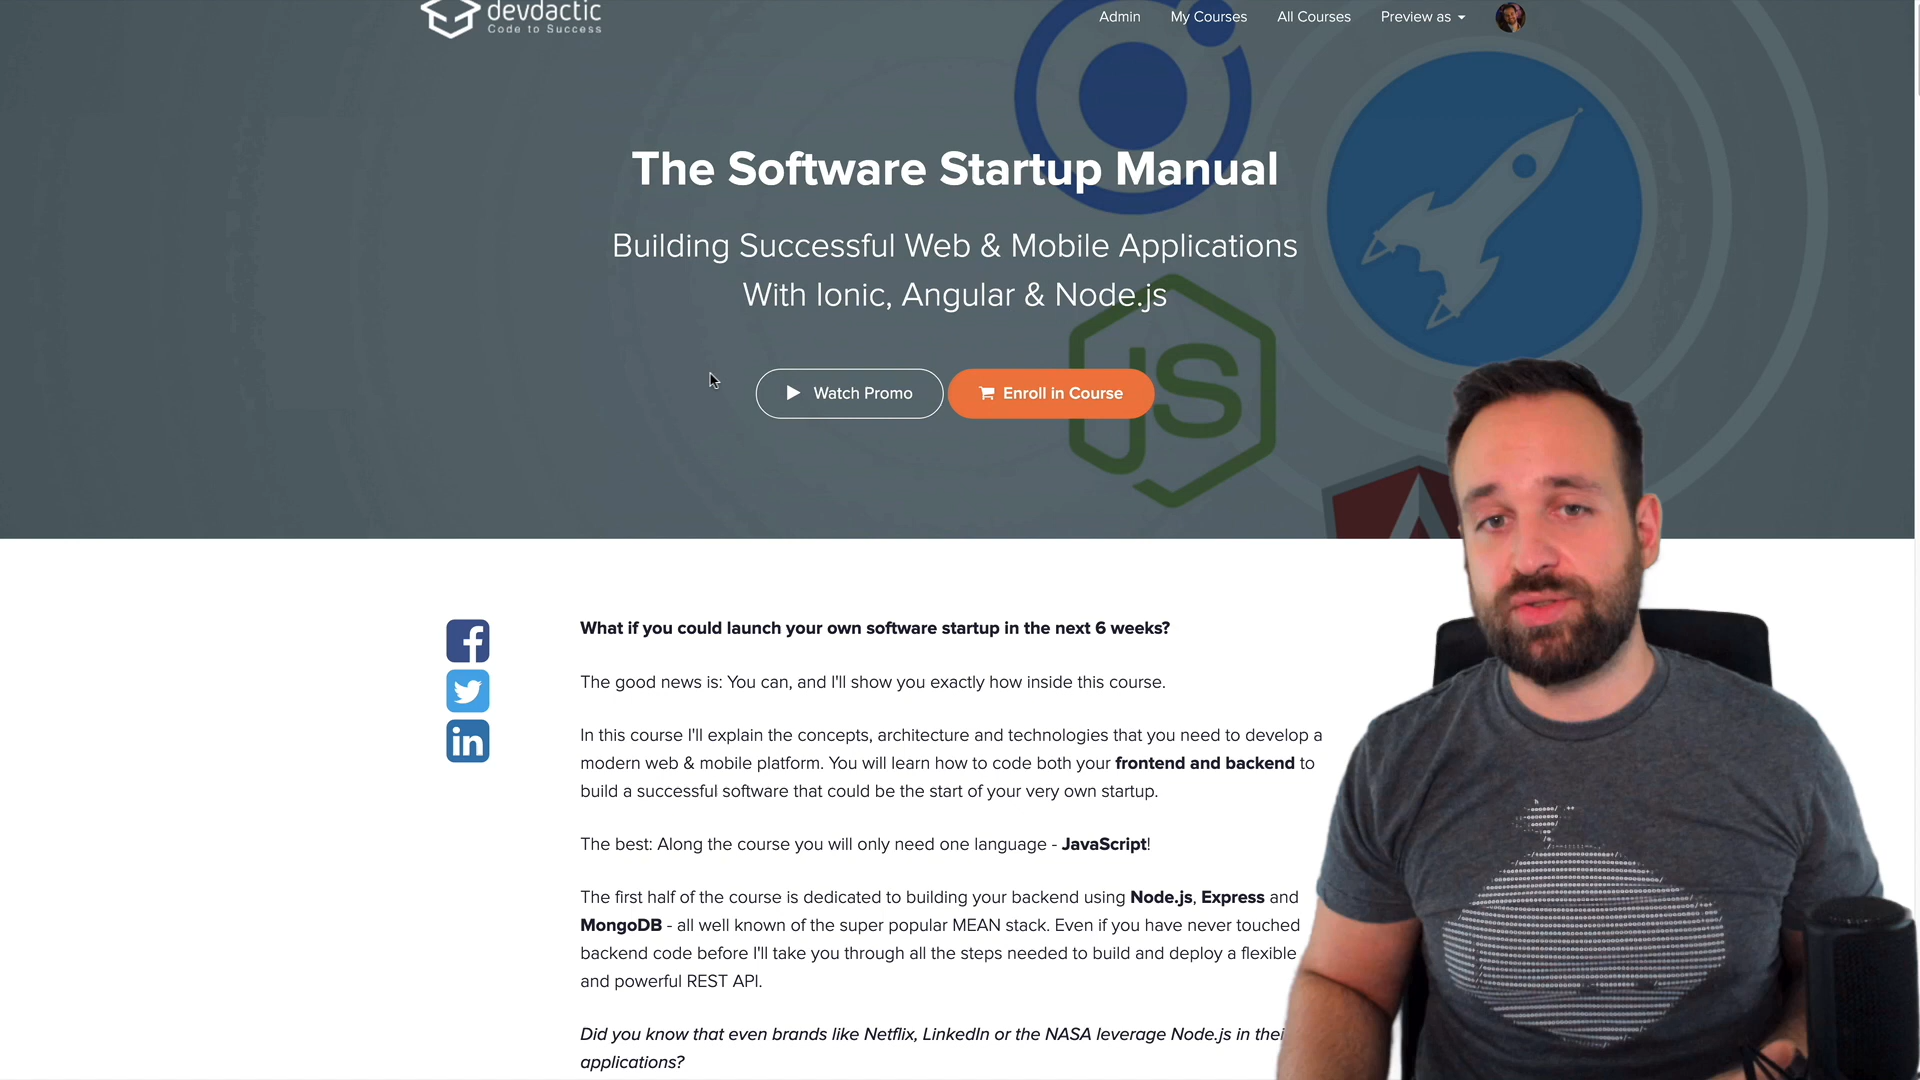 devdactic
Code to Success
Admin
My Courses
All Courses
Preview as
The Software Startup Manual
Building Successful Web & Mobile Applications
With Ionic, Angular & Node.js
JS
Watch Promo
Enroll in Course
What if you could launch your own software startup in the next 6 weeks?
The good news is: You can, and I'll show you exactly how inside this course.
In this course I'll explain the concepts, architecture and technologies that you need to develop a
modern web & mobile platform. You will learn how to code both your frontend and backend to
build a successful software that could be the start of your very own startup.
The best: Along the course you will only need one language - JavaScript!
The first half of the course is dedicated to building your backend using Node.js, Express and
MongoDB - all well known of the super popular MEAN stack. Even if you have never touched
backend code before I'll take you through all the steps needed to build and deploy a flexible
and powerful REST API.
Did you know that even brands like Netflix, LinkedIn or the NASA leverage Node.js in thei
applications?